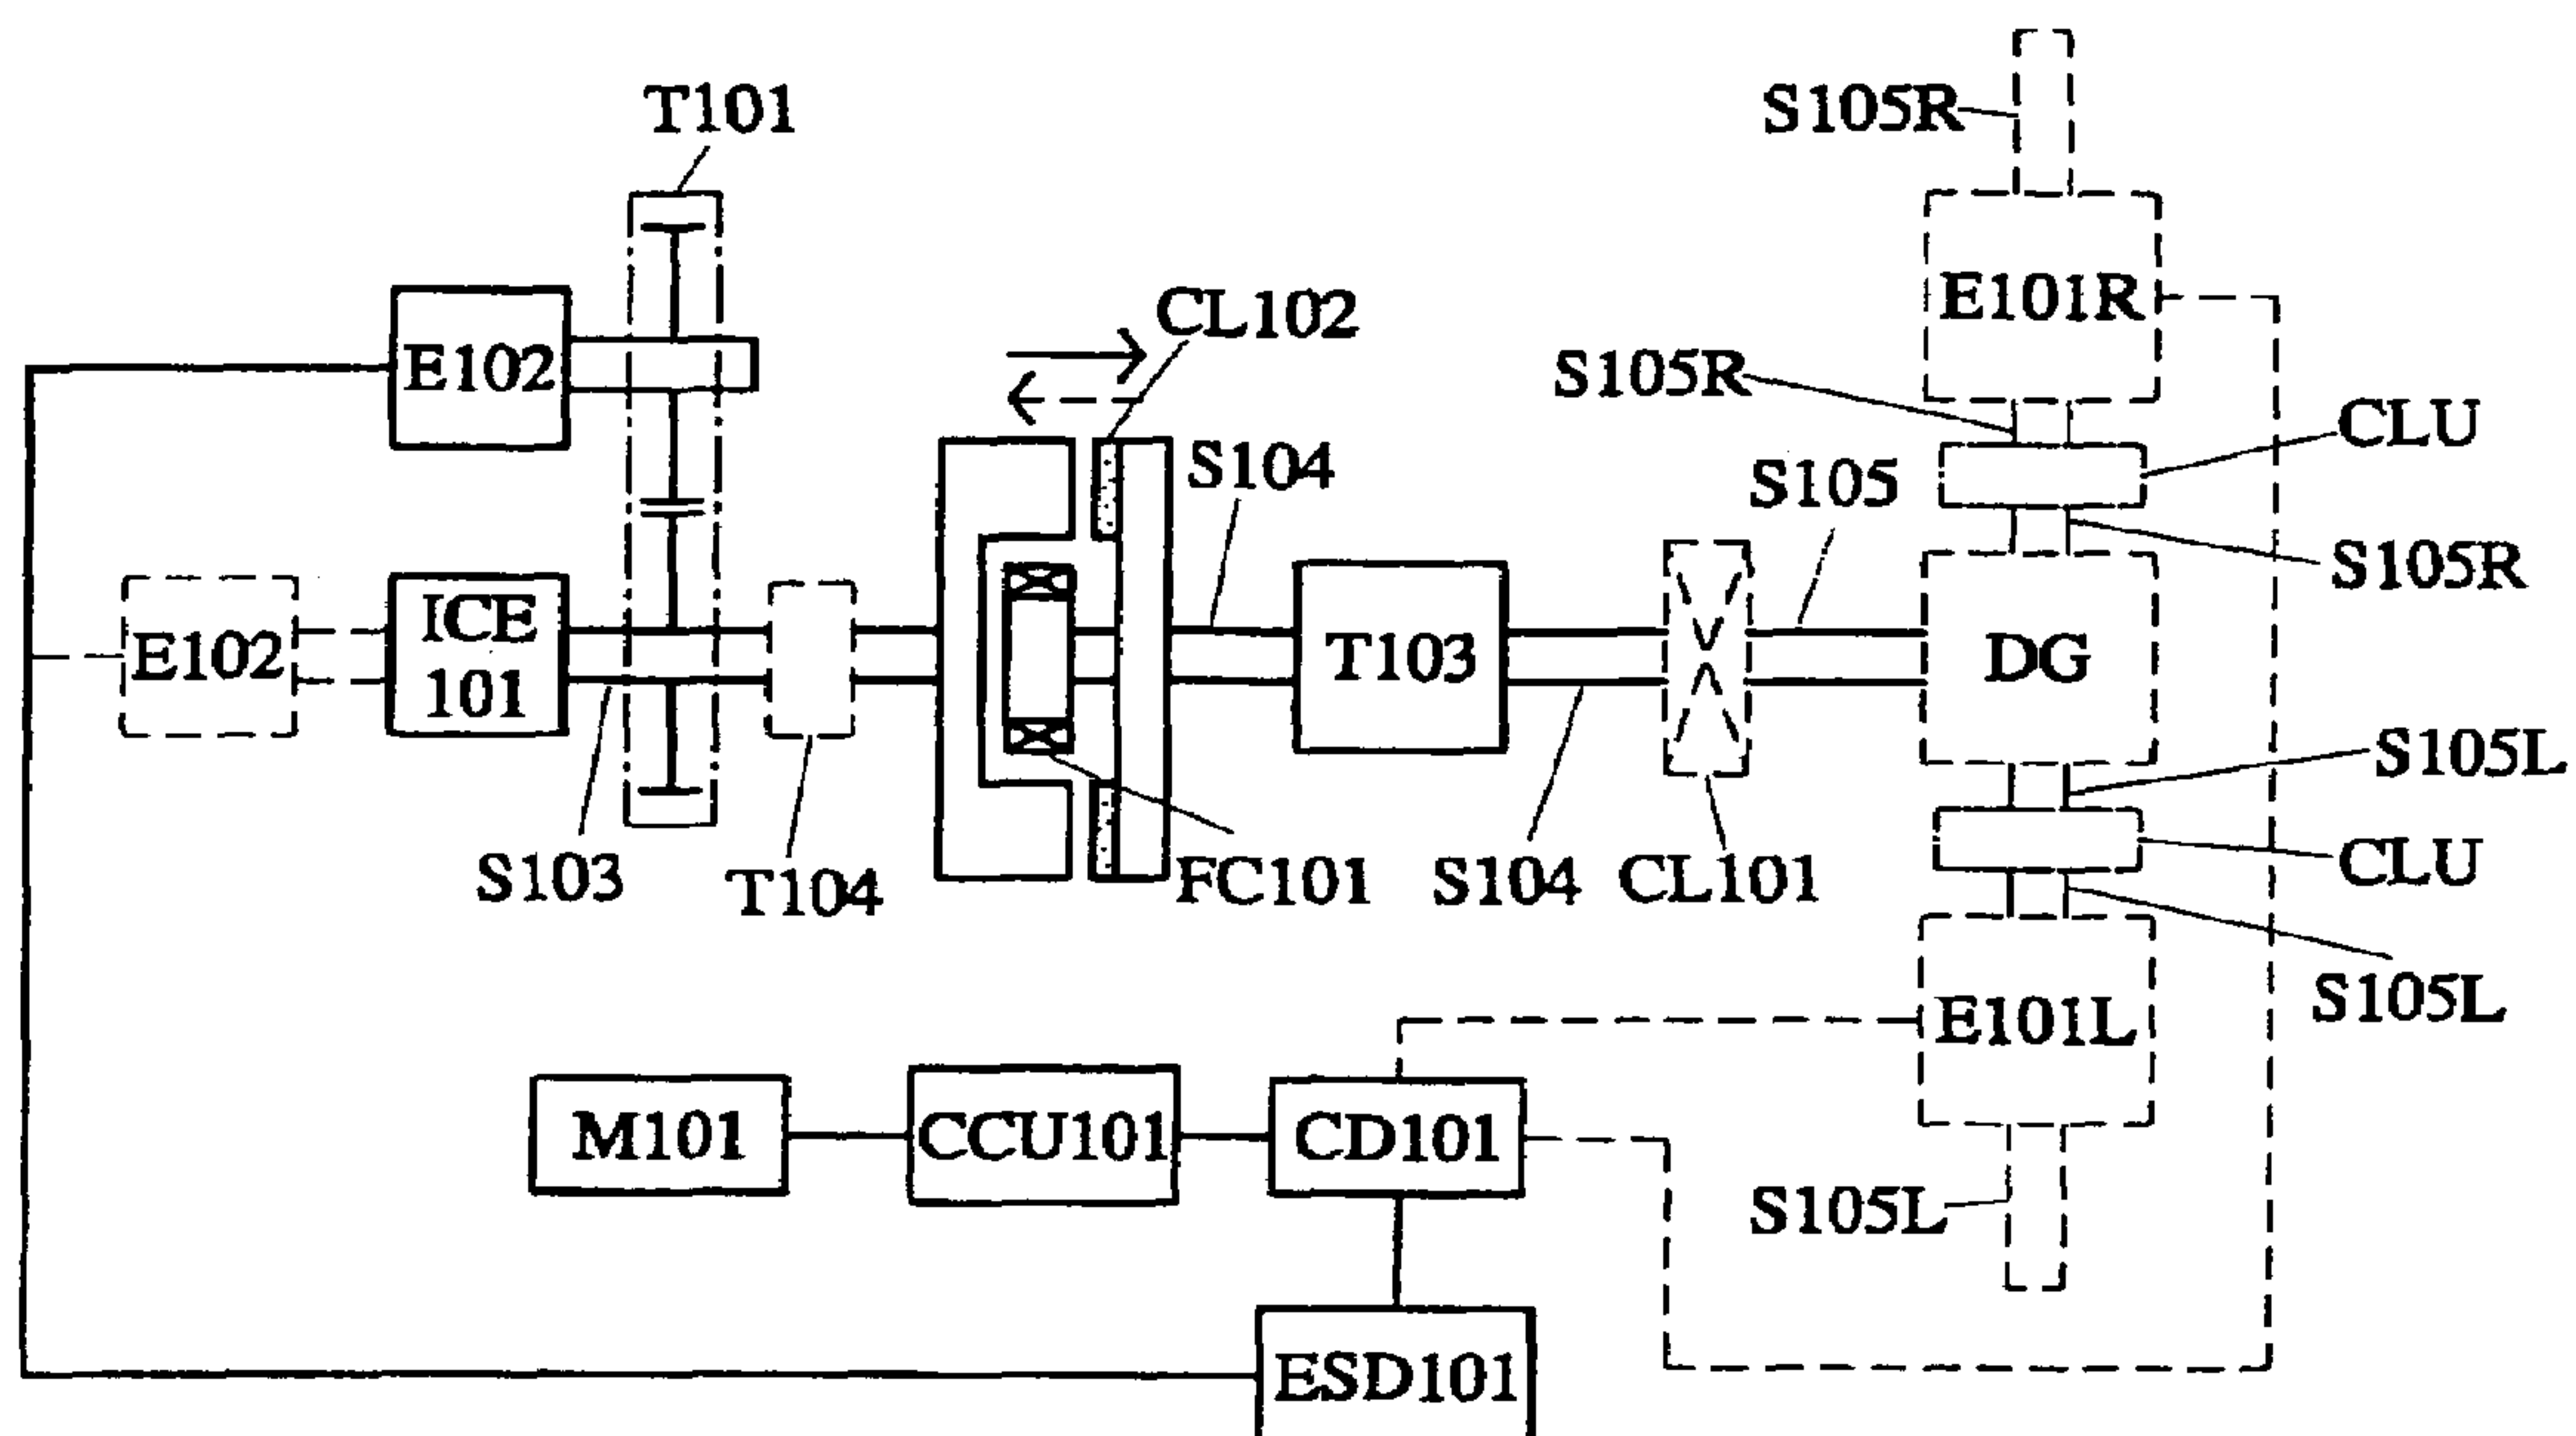 T101
S105R
E101R
CL102
E102
S105R
CLU
S104
S105
S105R
E102
ICE
101
T103
DG
S105L
S103
T104
FC101
S104
CL101
CLU
S105L
E101L
M101
CCU101
CD101
S105L
ESD101